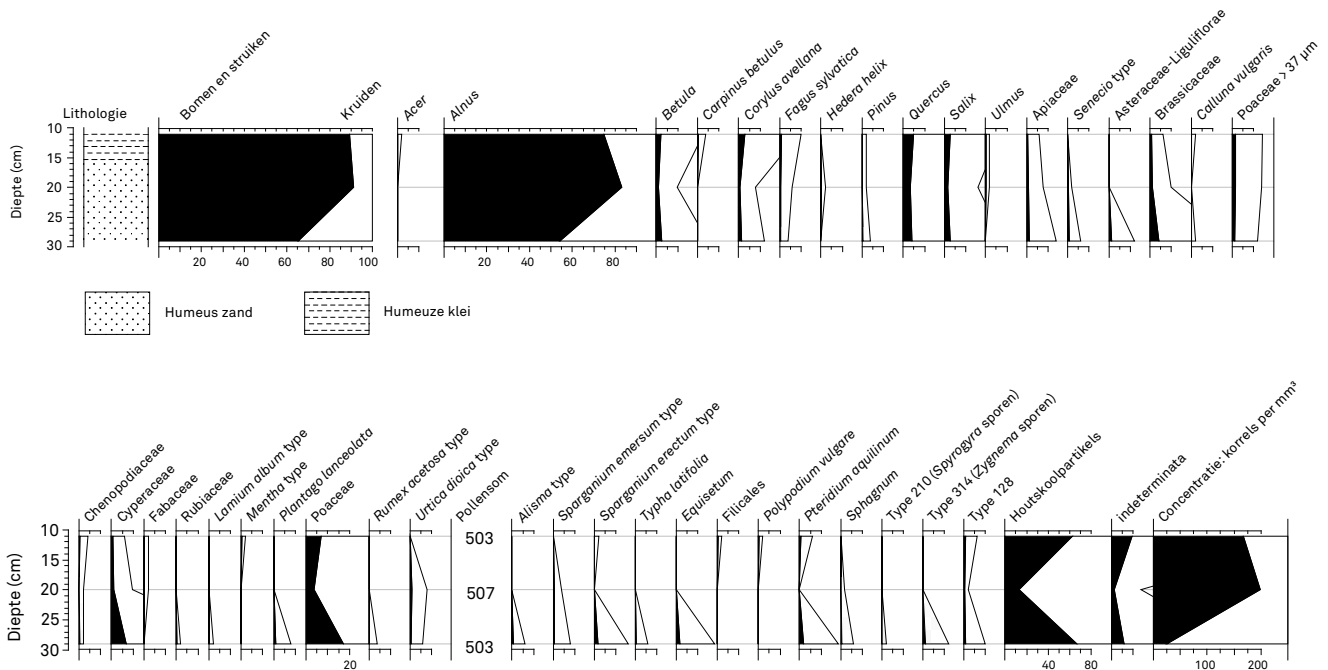 Lithologie
Bomen en struiken
Kruiden
Acer
Alnus
Betula
Carpinus betulus
Corylus avellana
Fagus sylvatica
Hedera helix
Pinus
Quercus
Salix
Ulmus
Apiaceae
Senecio type
Asteraceae-Liguliflorae
Brassicaceae
Calluna vulgaris
Poaceae > 37 µm
Diepte (cm)
10
15
20
25
30
20 40 60 80 100
20 40 60 80
Humeus zand
Humeuze klei
Chenopodiaceae
Cyperaceae
Fabaceae
Rubiaceae
Lamium album type
Mentha type
Plantago lanceolata
Poaceae
Rumex acetosa type
Urtica dioica type
Pollensom
Alisma type
Sparganium emersum type
Sparganium erectum type
Typha latifolia
Equisetum
Filicales
Polypodium vulgare
Pteridium aquilinum
Sphagnum
Type 210 (Spyrogyra sporen)
Type 314 (Zygnema sporen)
Type 128
Houtskoolpartikels
indeterminata
Concentratie: korrels per mm³
Diepte (cm)
10
15
20
25
30
503
507
503
20
40 80
100 200